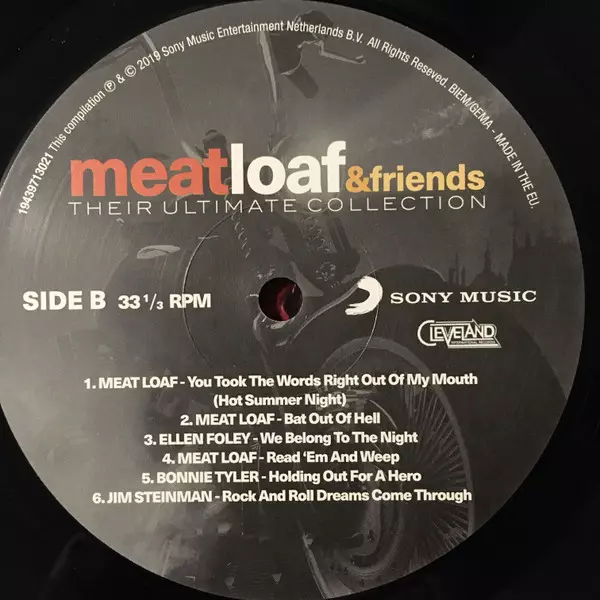 19439713021 This compilation ℗ & © 2019 Sony Music Entertainment Netherlands B.V. All Rights Reseved. BIEM/GEMA - MADE IN THE EU.
meatloaf&friends
THEIR ULTIMATE COLLECTION
SIDE B 33 1/3 RPM
SONY MUSIC
CLEVELAND
INTERNATIONAL RECORDS
1. MEAT LOAF - You Took The Words Right Out Of My Mouth
(Hot Summer Night)
2. MEAT LOAF - Bat Out Of Hell
3. ELLEN FOLEY - We Belong To The Night
4. MEAT LOAF - Read ‘Em And Weep
5. BONNIE TYLER - Holding Out For A Hero
6. JIM STEINMAN - Rock And Roll Dreams Come Through